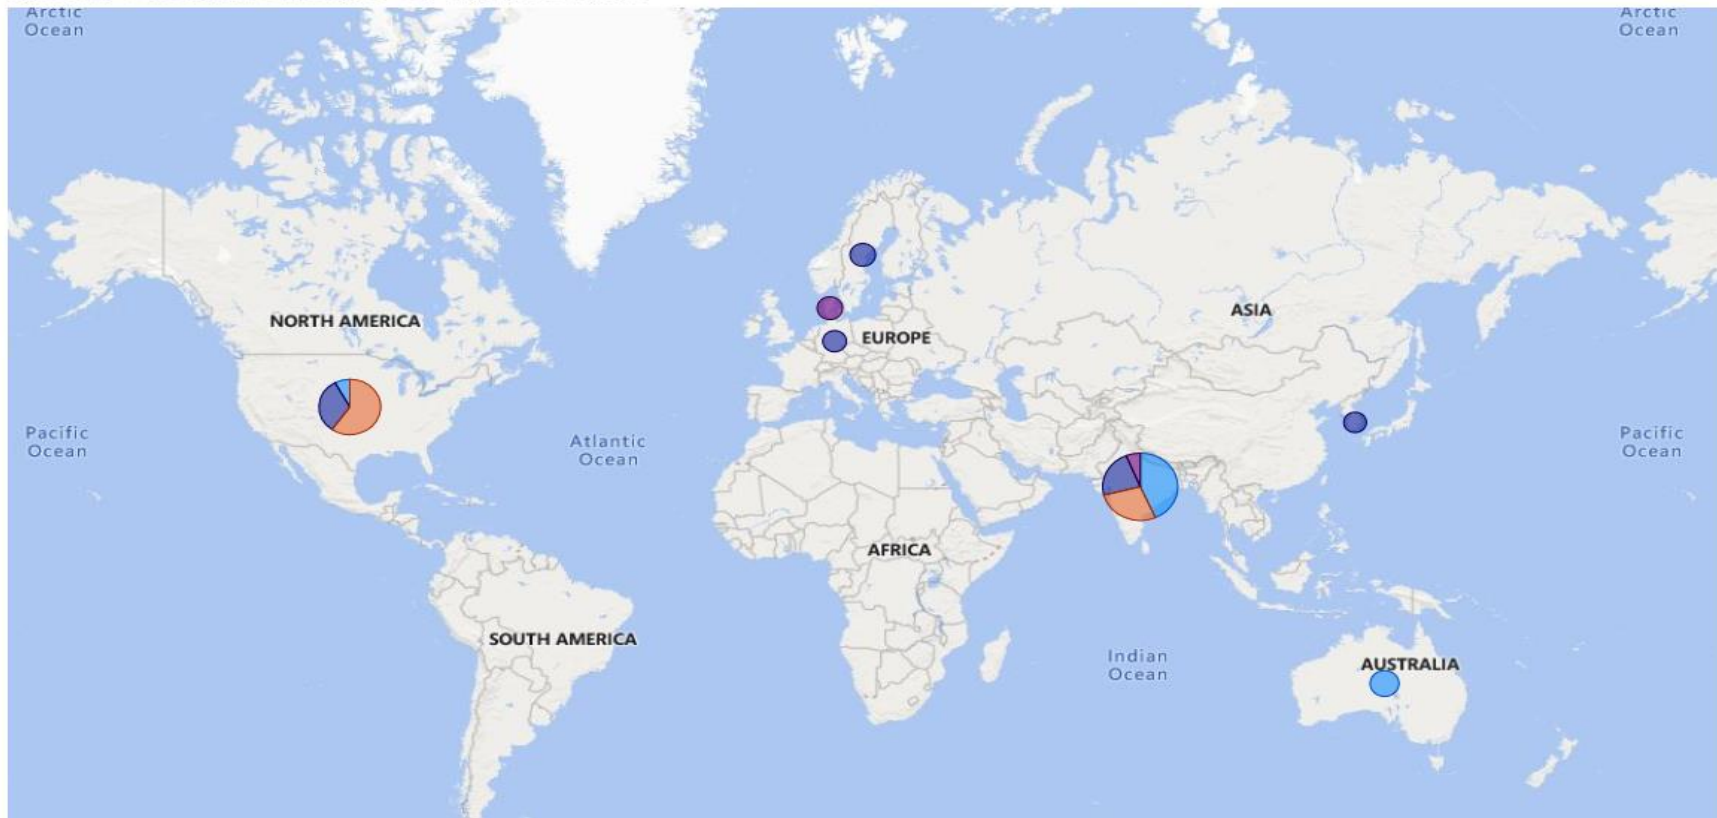 Arctic
Ocean
Arctic
Ocean
NORTH AMERICA
ASIA
EUROPE
Pacific
Ocean
Atlantic
Ocean
Pacific
Ocean
AFRICA
SOUTH AMERICA
Indian
Ocean
AUSTRALIA